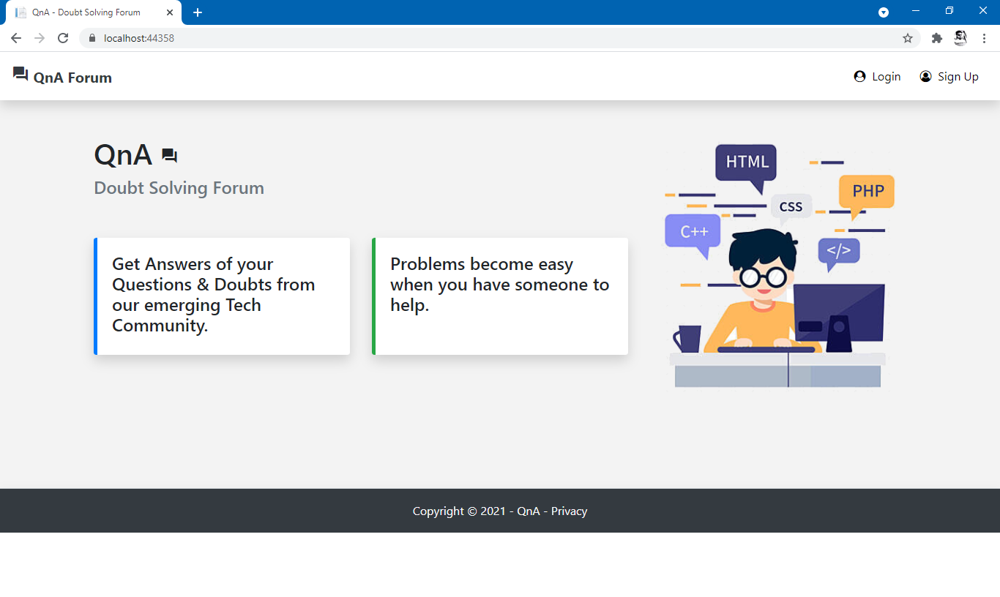 QnA - Doubt Solving Forum
localhost:44358
QnA Forum
Login
Sign Up
QnA
Doubt Solving Forum
Get Answers of your
Questions & Doubts from
our emerging Tech
Community.
Problems become easy
when you have someone to
help.
HTML
PHP
CSS
C++
</>
Copyright © 2021 - QnA - Privacy